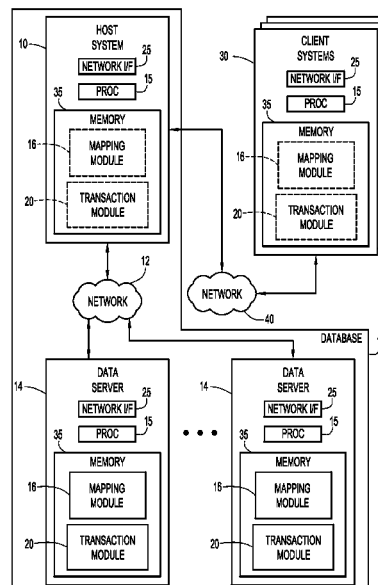 10
HOST
SYSTEM
25
NETWORK I/F
15
PROC
35
MEMORY
16
MAPPING
MODULE
20
TRANSACTION
MODULE
30
CLIENT
SYSTEMS
25
NETWORK I/F
15
PROC
35
MEMORY
16
MAPPING
MODULE
20
TRANSACTION
MODULE
12
NETWORK
NETWORK
40
DATABASE
14
DATA
SERVER
25
NETWORK I/F
15
PROC
35
MEMORY
16
MAPPING
MODULE
20
TRANSACTION
MODULE
14
DATA
SERVER
25
NETWORK I/F
15
PROC
35
MEMORY
16
MAPPING
MODULE
20
TRANSACTION
MODULE